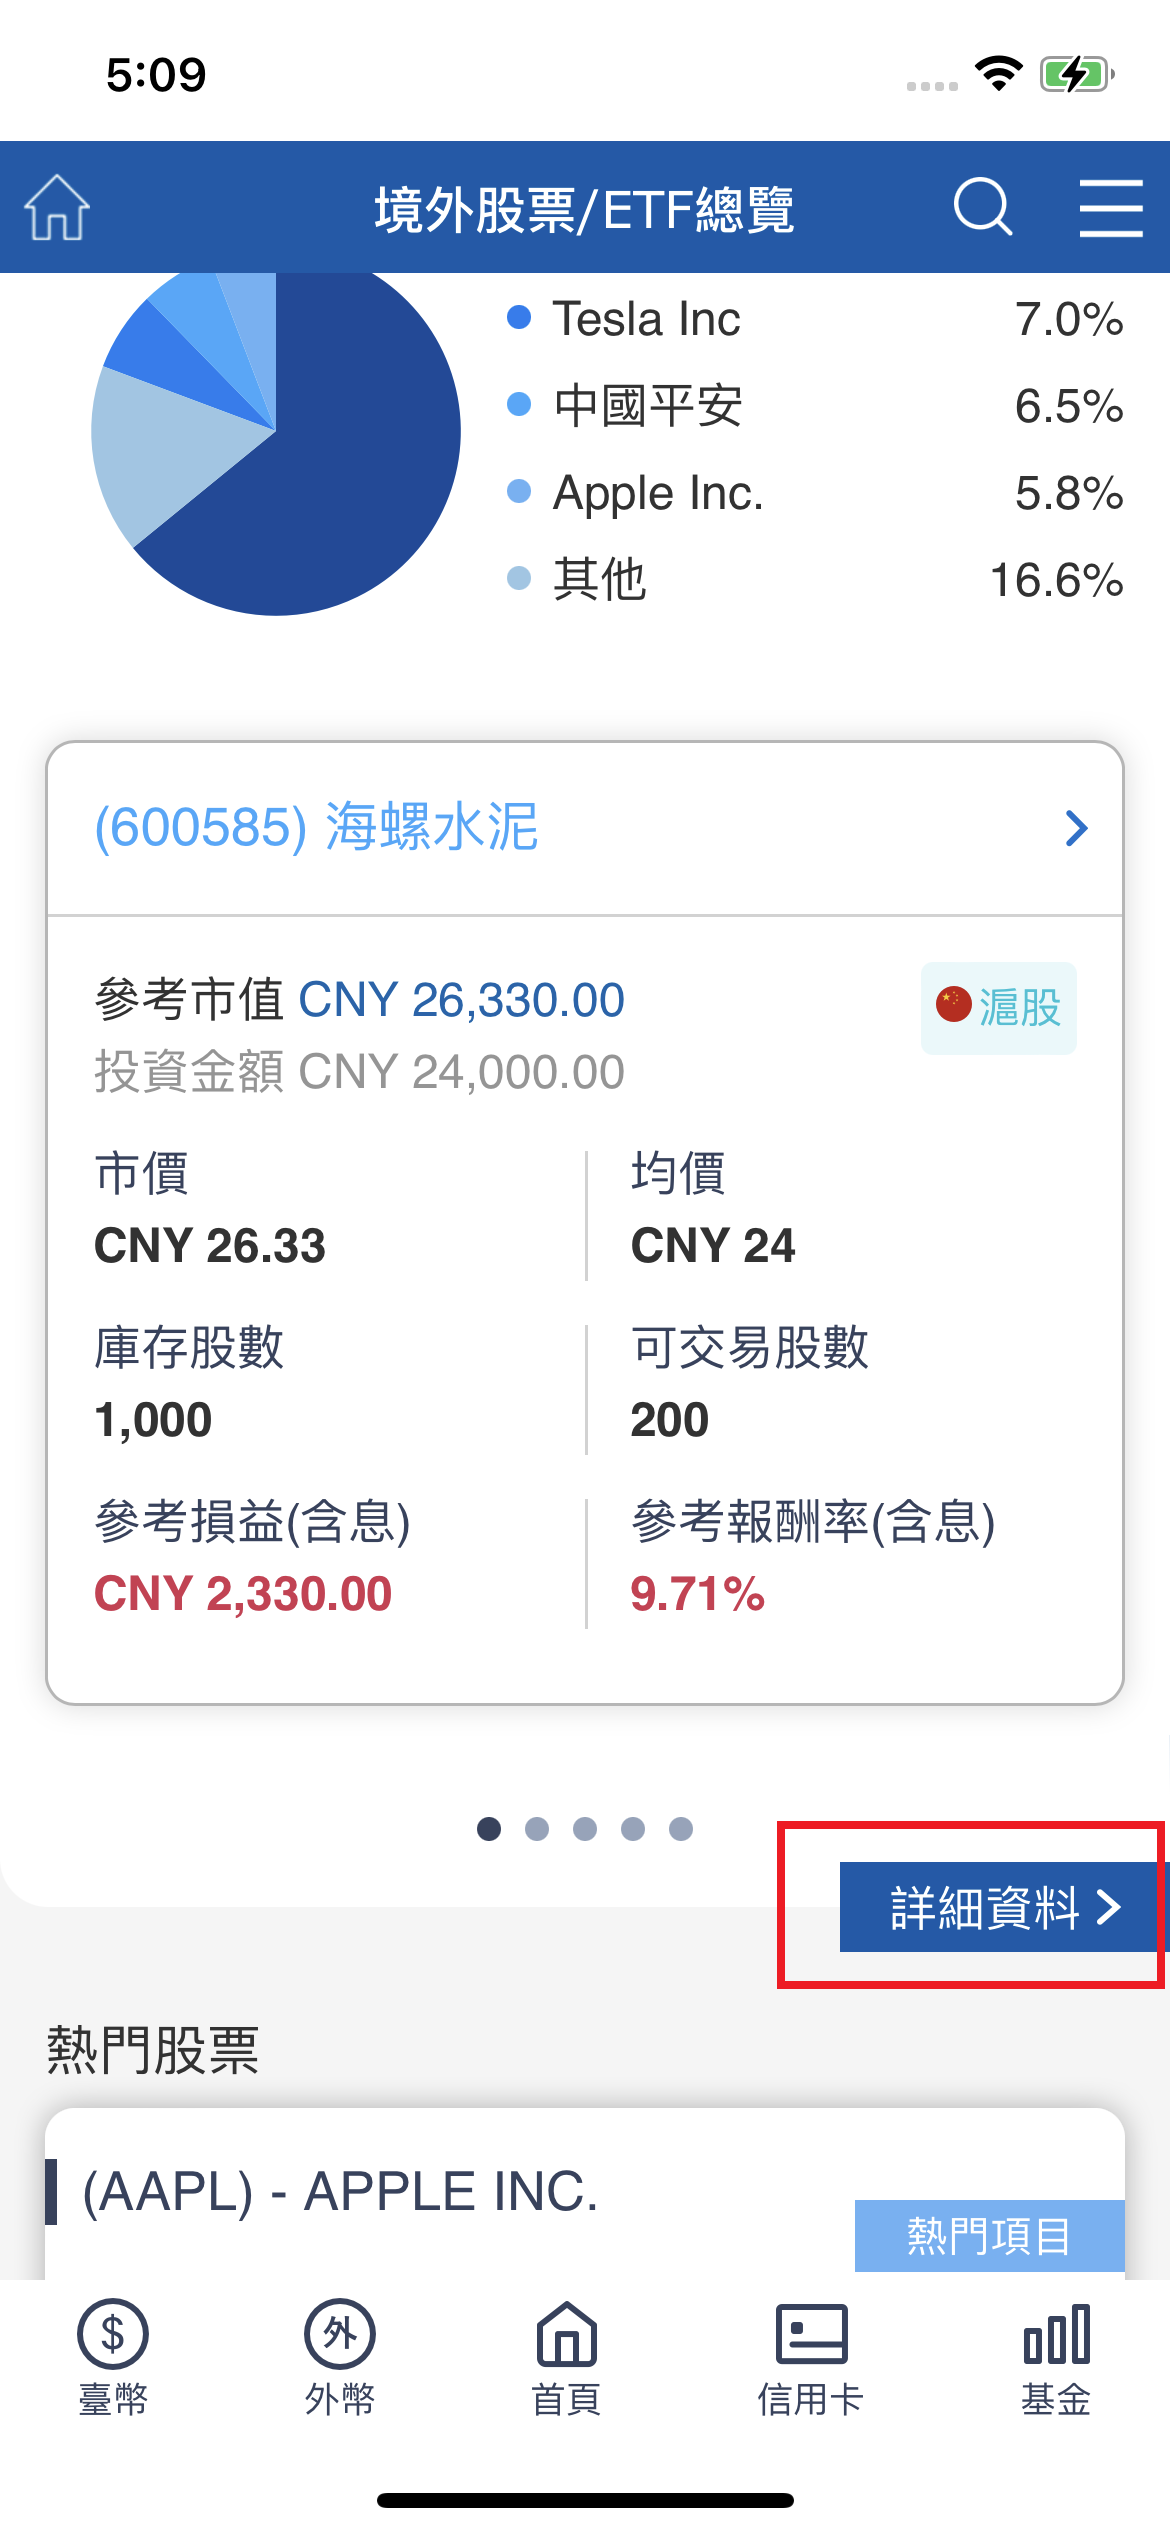 5:09
境外股票/ETF總覽
Tesla Inc 7.0%
中國平安 6.5%
Apple Inc. 5.8%
其他 16.6%
(600585) 海螺水泥
參考市值 CNY 26,330.00
滬股
投資金額 CNY 24,000.00
市價 均價
CNY 26.33 CNY 24
庫存股數 可交易股數
1,000 200
參考損益(含息) 參考報酬率(含息)
CNY 2,330.00 9.71%
詳細資料
熱門股票
(AAPL) - APPLE INC.
熱門項目
$ 外
臺幣 外幣 首頁 信用卡 基金